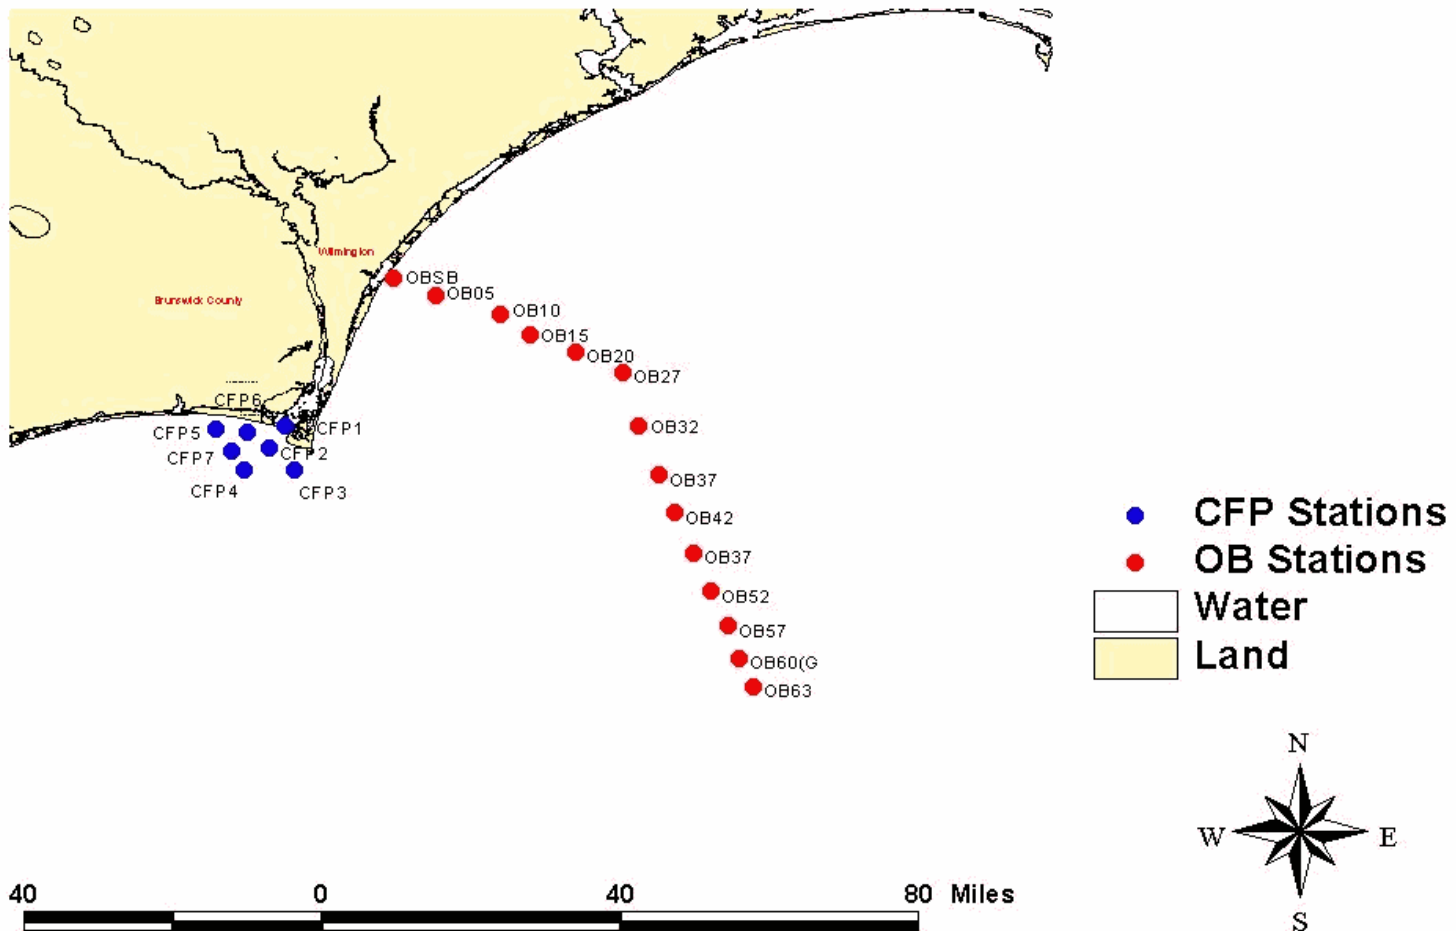 Wilmington
OBSB
OB05
Brunswick County
OB10
OB15
OB20
OB27
CFP6
OB32
CFP1
CFP5
CFP2
CFP7
OB37
CFP4
CFP3
CFP Stations
OB42
OB37
OB Stations
OB52
Water
OB57
Land
OB60(G
OB63
N
W
E
S
40
0
40
80 Miles